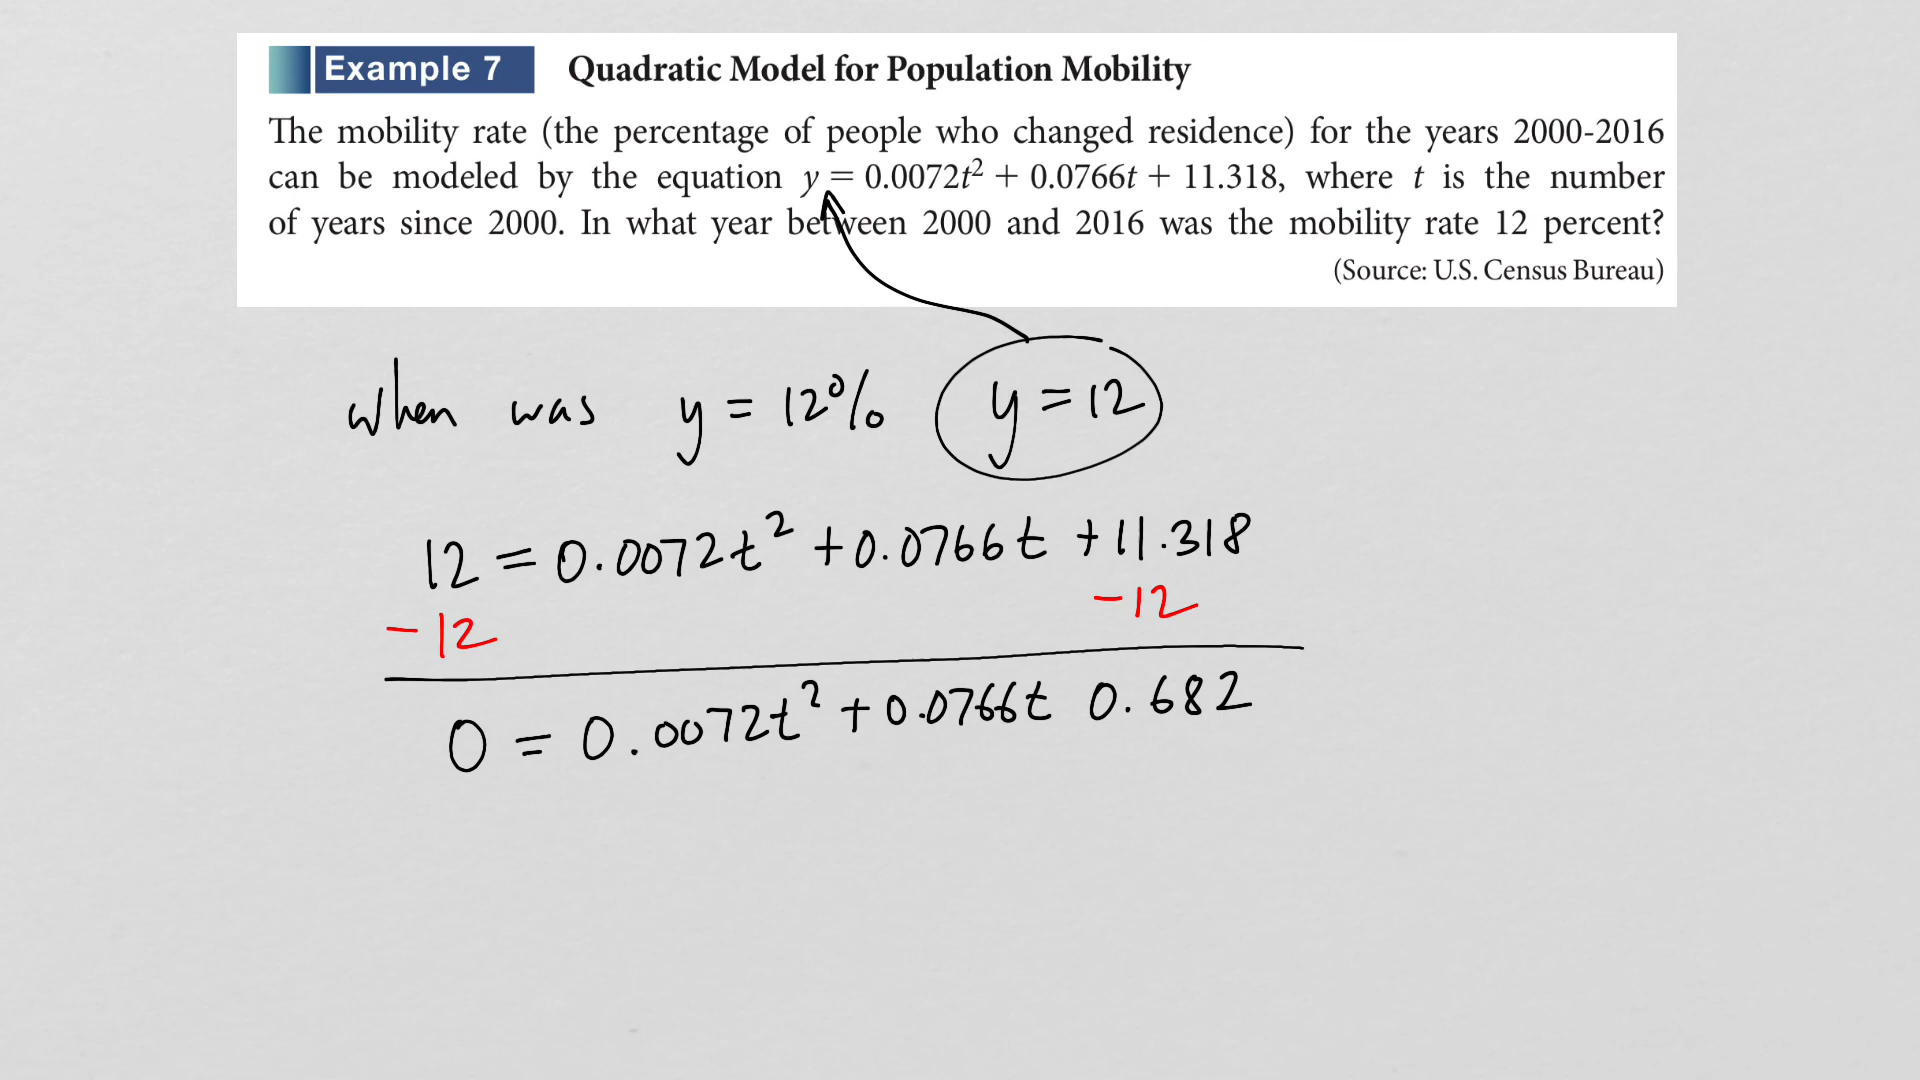 Example 7 Quadratic Model for Population Mobility
The mobility rate (the percentage of people who changed residence) for the years 2000-2016
can be modeled by the equation y = 0.0072t² + 0.0766t + 11.318, where t is the number
of years since 2000. In what year between 2000 and 2016 was the mobility rate 12 percent?
(Source: U.S. Census Bureau)
when was y = 12% y = 12
12 = 0.0072t² + 0.0766t + 11.318
- 12 - 12
0 = 0.0072t² + 0.0766t 0.682